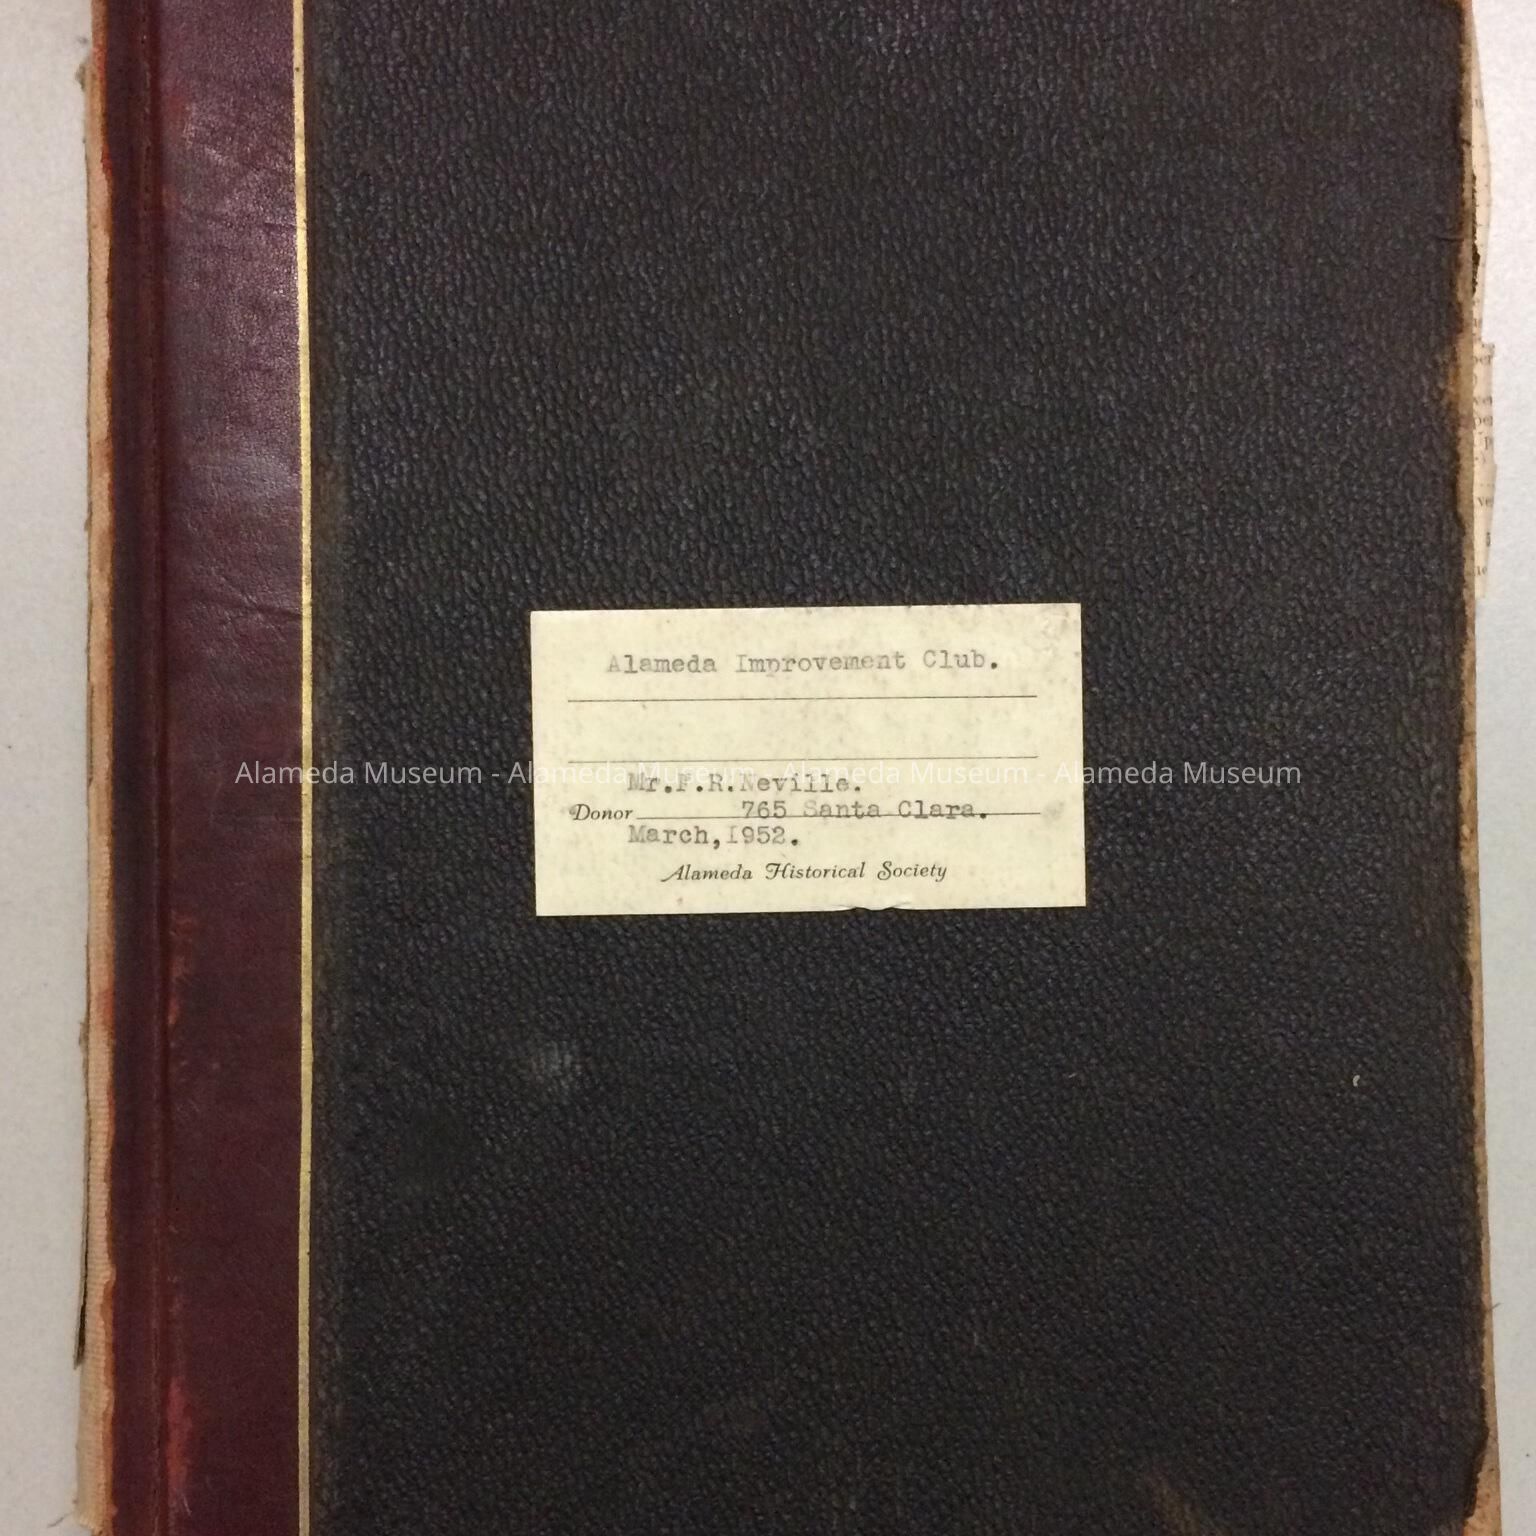 Alameda Improvement Club.
Alameda Museum - Alameda Museum - Alameda Museum - Alameda Museum
Mr.F.R.Neville.
Donor 765 Santa Clara.
March,1952.
Alameda Historical Society